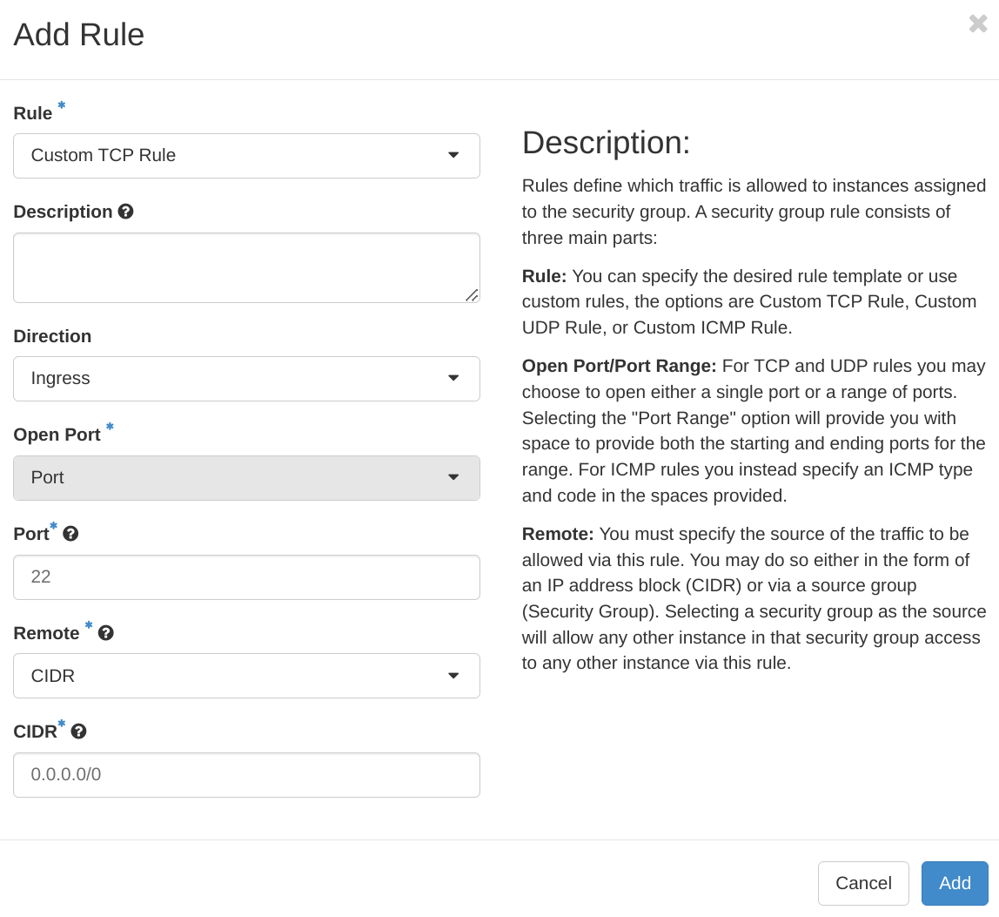 Add Rule
Rule *
Custom TCP Rule
Description
Direction
Ingress
Open Port *
Port
Port*
22
Remote *
CIDR
CIDR*
0.0.0.0/0
Description:
Rules define which traffic is allowed to instances assigned
to the security group. A security group rule consists of
three main parts:
Rule: You can specify the desired rule template or use
custom rules, the options are Custom TCP Rule, Custom
UDP Rule, or Custom ICMP Rule.
Open Port/Port Range: For TCP and UDP rules you may
choose to open either a single port or a range of ports.
Selecting the "Port Range" option will provide you with
space to provide both the starting and ending ports for the
range. For ICMP rules you instead specify an ICMP type
and code in the spaces provided.
Remote: You must specify the source of the traffic to be
allowed via this rule. You may do so either in the form of
an IP address block (CIDR) or via a source group
(Security Group). Selecting a security group as the source
will allow any other instance in that security group access
to any other instance via this rule.
Cancel
Add